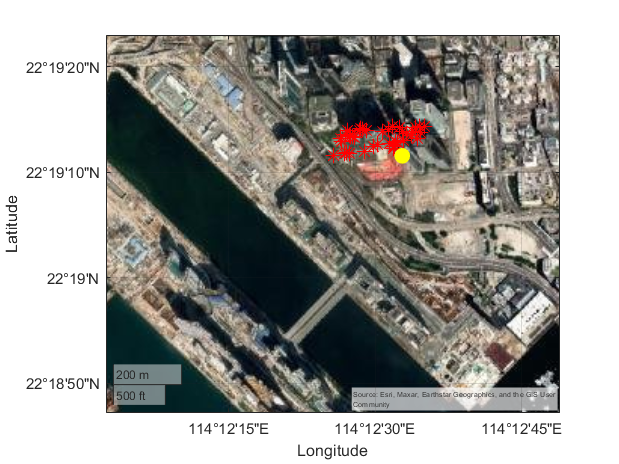 22°19'20"N
22°19'10"N
22°19'N
22°18'50"N
Latitude
200 m
500 ft
Source: Esri, Maxar, Earthstar Geographics, and the GIS User
Community
114°12'15"E
114°12'30"E
114°12'45"E
Longitude